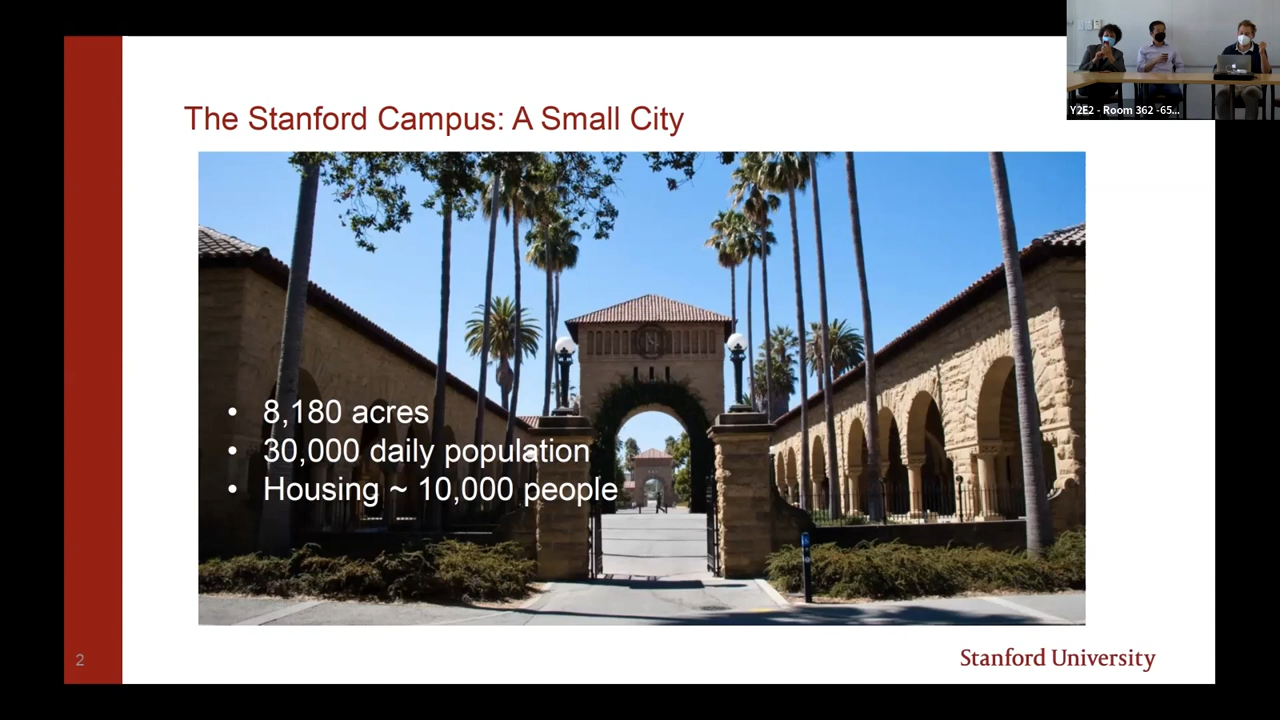 Y2E2 - Room 362 -65...
The Stanford Campus: A Small City
• 8,180 acres
• 30,000 daily population
• Housing ~ 10,000 people
2
Stanford University